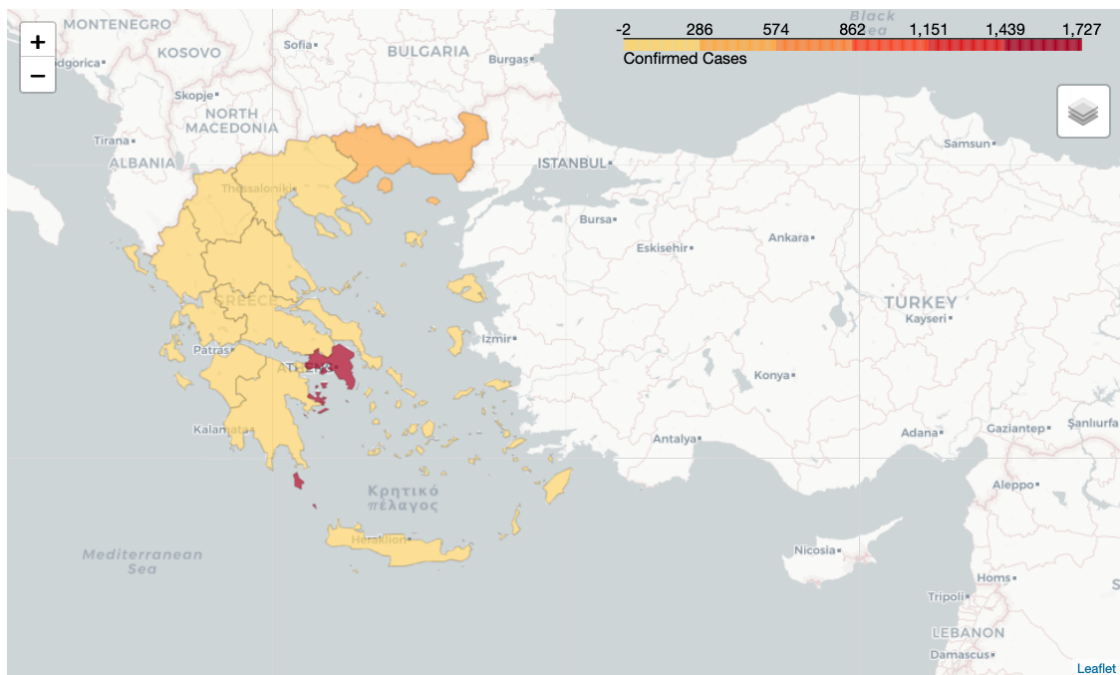 +
−
-2 286 574 862 1,151 1,439 1,727
Confirmed Cases
Black
MONTENEGRO
KOSOVO
Sofia
BULGARIA
Burgas
Skopje
NORTH
MACEDONIA
Tirana
ALBANIA
ISTANBUL
Samsun
Thessaloniki
Bursa
Eskisehir
Ankara
GREECE
TURKEY
Kayseri
Patras
ATHENS
Izmir
Konya
Kalamata
Antalya
Adana
Gaziantep
Şanlıurfa
Aleppo
Κρητικό
πέλαγος
Heraklion
Mediterranean
Sea
Nicosia
Homs
Tripoli
LEBANON
Damascus
Leaflet